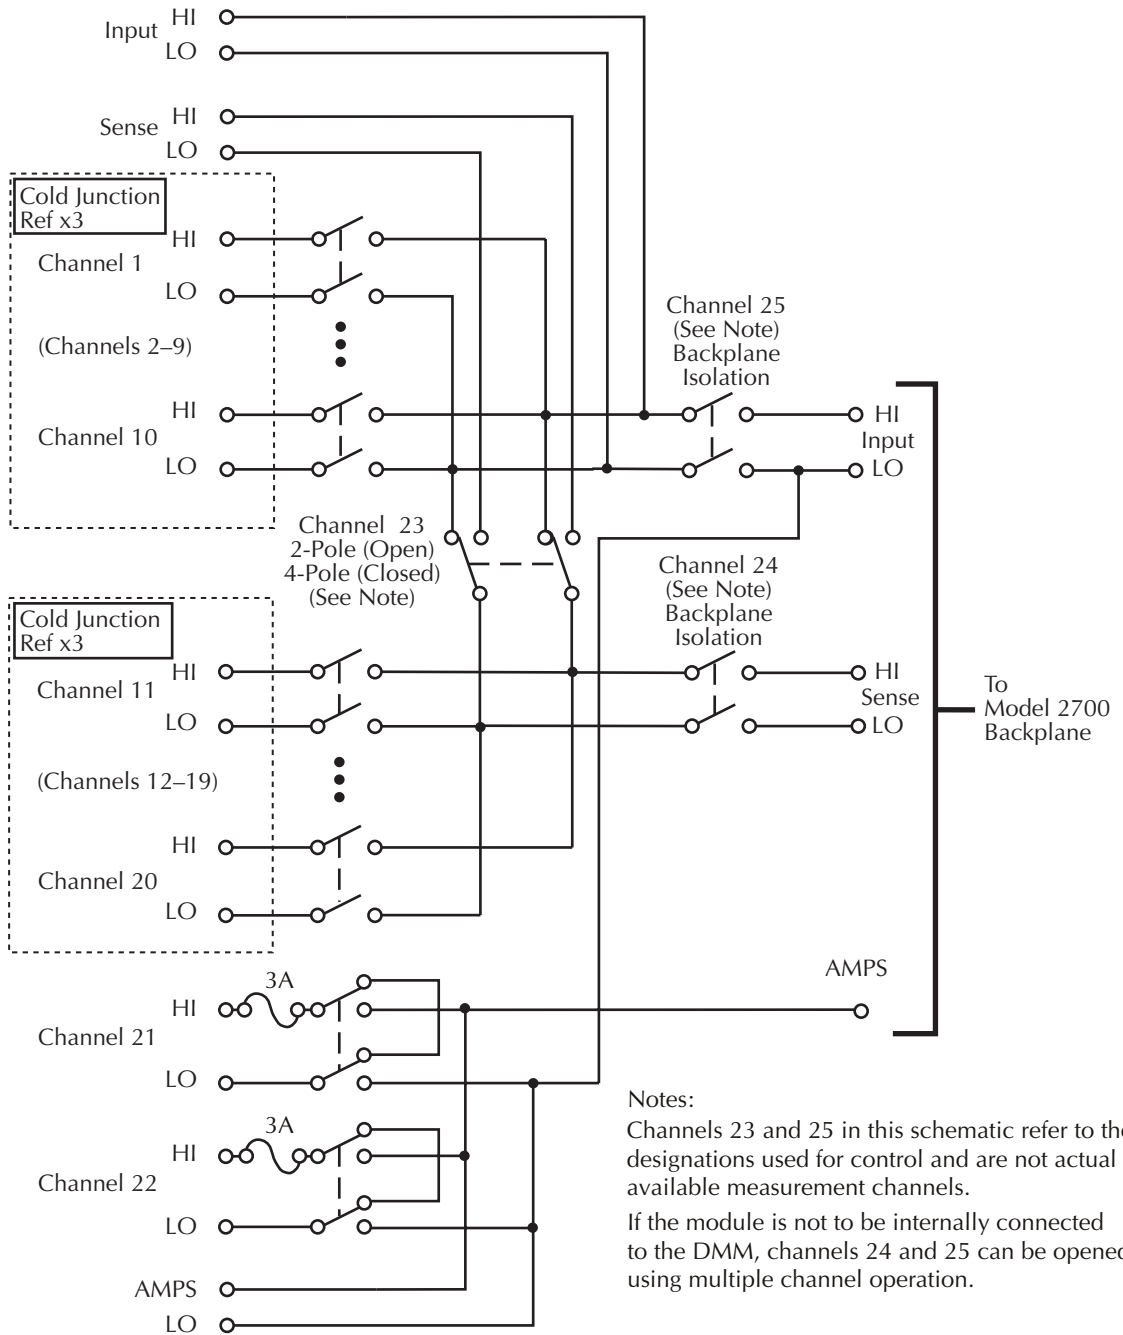 Input HI
LO
Sense HI
LO
Cold Junction
Ref x3
HI
Channel 1
LO
(Channels 2–9)
HI
Channel 10
LO
Channel 25
(See Note)
Backplane
Isolation
HI
Input
LO
Channel 23
2-Pole (Open)
4-Pole (Closed)
(See Note)
Channel 24
(See Note)
Backplane
Isolation
Cold Junction
Ref x3
HI
Channel 11
LO
(Channels 12–19)
HI
Channel 20
LO
HI
Sense
LO
To
Model 2700
Backplane
AMPS
3A
HI
Channel 21
LO
3A
HI
Channel 22
LO
AMPS
LO
Notes:
Channels 23 and 25 in this schematic refer to the
designations used for control and are not actual
available measurement channels.
If the module is not to be internally connected
to the DMM, channels 24 and 25 can be opened
using multiple channel operation.